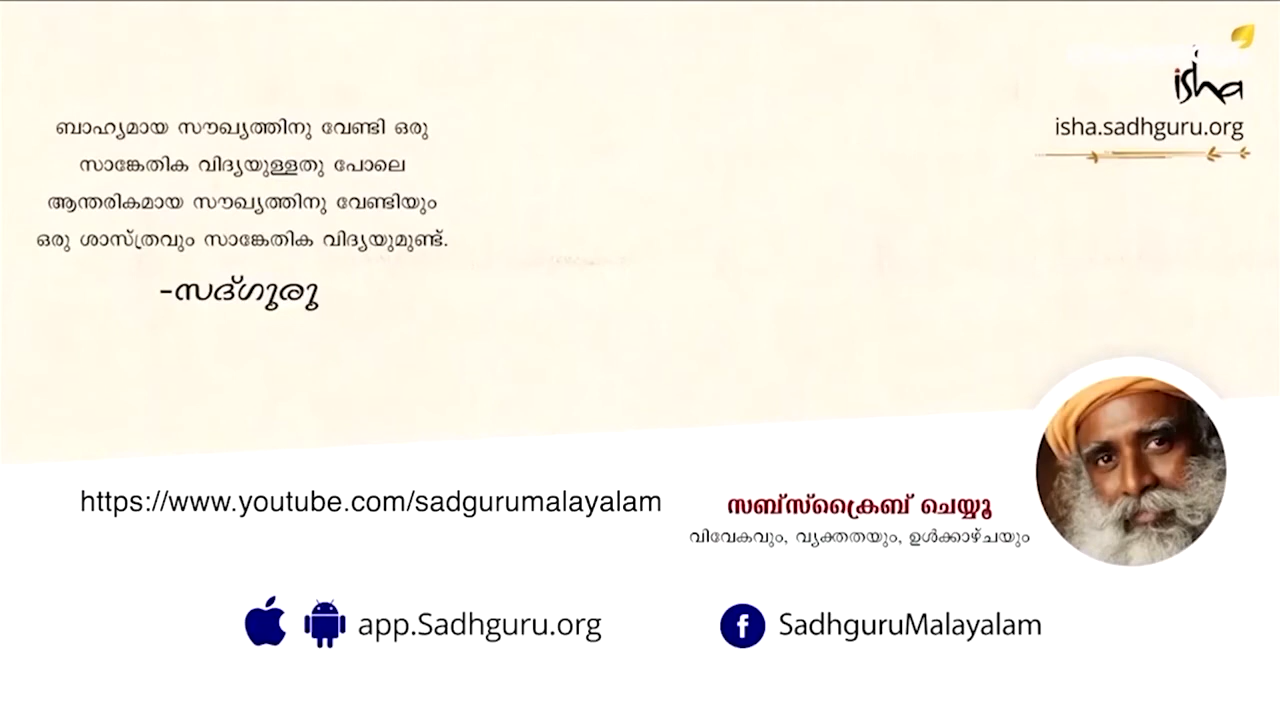 ബാഹ്യമായ സൗഖ്യത്തിനു വേണ്ടി ഒരു
സാങ്കേതിക വിദ്യയുള്ളതു പോലെ
ആന്തരികമായ സൗഖ്യത്തിനു വേണ്ടിയും
ഒരു ശാസ്ത്രവും സാങ്കേതിക വിദ്യയുമുണ്ട്.
-സദ്ഗുരു
isha
isha.sadhguru.org
https://www.youtube.com/sadgurumalayalam
സബ്സ്ക്രൈബ് ചെയ്യൂ
വിവേകവും, വ്യക്തതയും, ഉൾക്കാഴ്ചയും
app.Sadhguru.org
SadhguruMalayalam